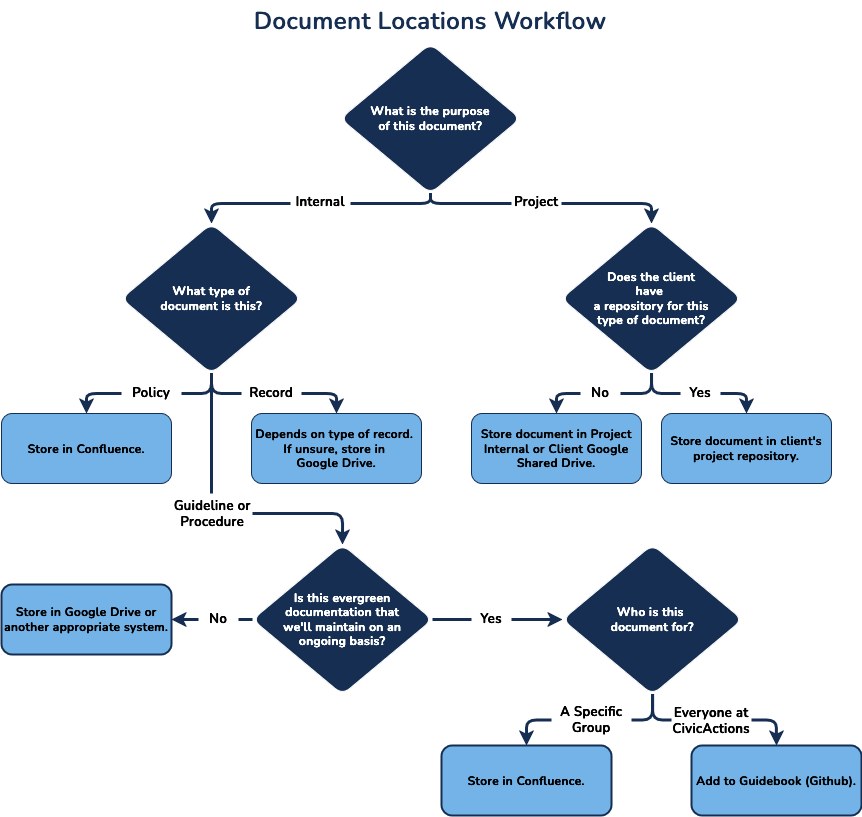 Document Locations Workflow
What is the purpose
of this document?
Internal
Project
What type of
document is this?
Does the client
have
a repository for this
type of document?
Policy
Record
No
Yes
Store in Confluence.
Depends on type of record.
If unsure, store in
Google Drive.
Store document in Project
Internal or Client Google
Shared Drive.
Store document in client's
project repository.
Guideline or
Procedure
Is this evergreen
documentation that
we'll maintain on an
ongoing basis?
No
Store in Google Drive or
another appropriate system.
Yes
Who is this
document for?
A Specific
Group
Everyone at
CivicActions
Store in Confluence.
Add to Guidebook (Github).